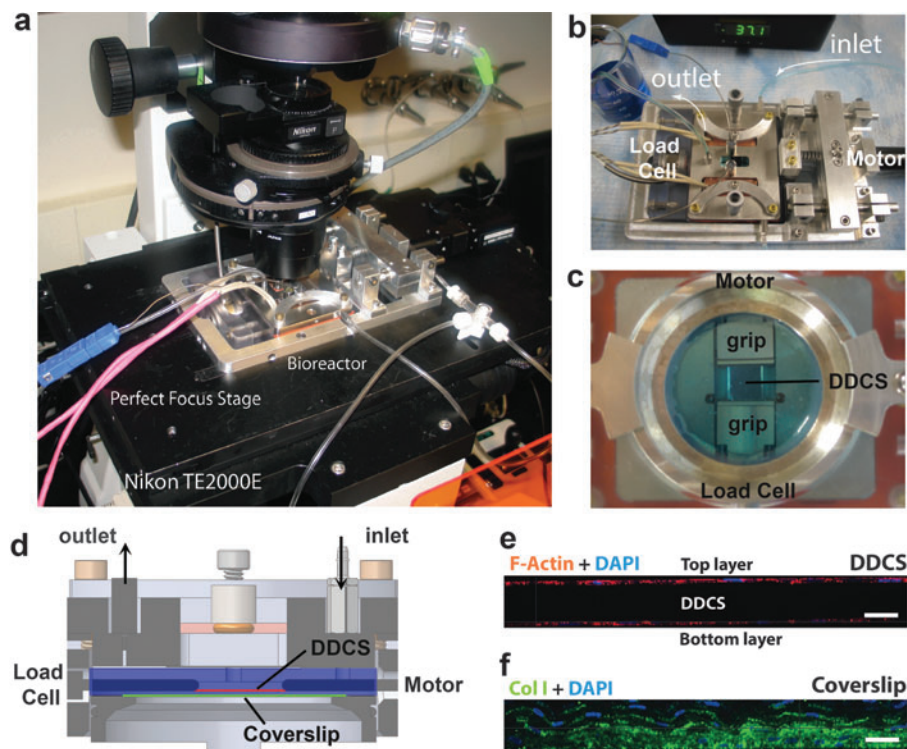 a
Nikon
Bioreactor
Perfect Focus Stage
Nikon TE2000E
b
37.1
inlet
outlet
Load
Cell
Motor
c
Motor
grip
DDCS
grip
Load Cell
d
outlet
inlet
DDCS
Load
Cell
Motor
Coverslip
e
F-Actin + DAPI
Top layer
DDCS
DDCS
Bottom layer
f
Col I + DAPI
Coverslip